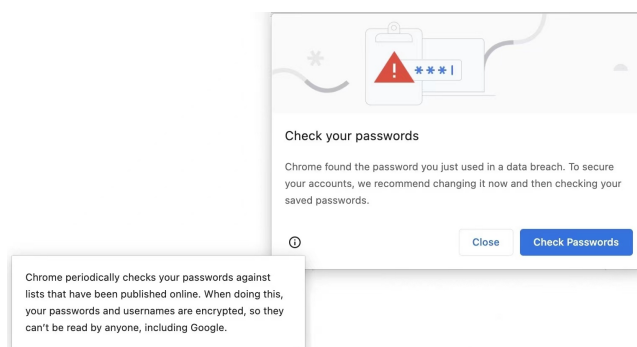 ***|
Check your passwords
Chrome found the password you just used in a data breach. To secure
your accounts, we recommend changing it now and then checking your
saved passwords.
Close
Check Passwords
Chrome periodically checks your passwords against
lists that have been published online. When doing this,
your passwords and usernames are encrypted, so they
can’t be read by anyone, including Google.